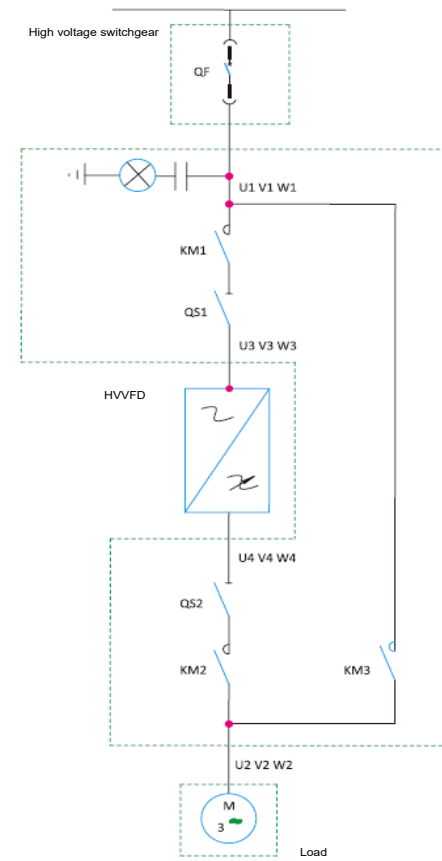 High voltage switchgear
QF
U1 V1 W1
KM1
QS1
U3 V3 W3
HVVFD
U4 V4 W4
QS2
KM2
KM3
U2 V2 W2
M
3
Load